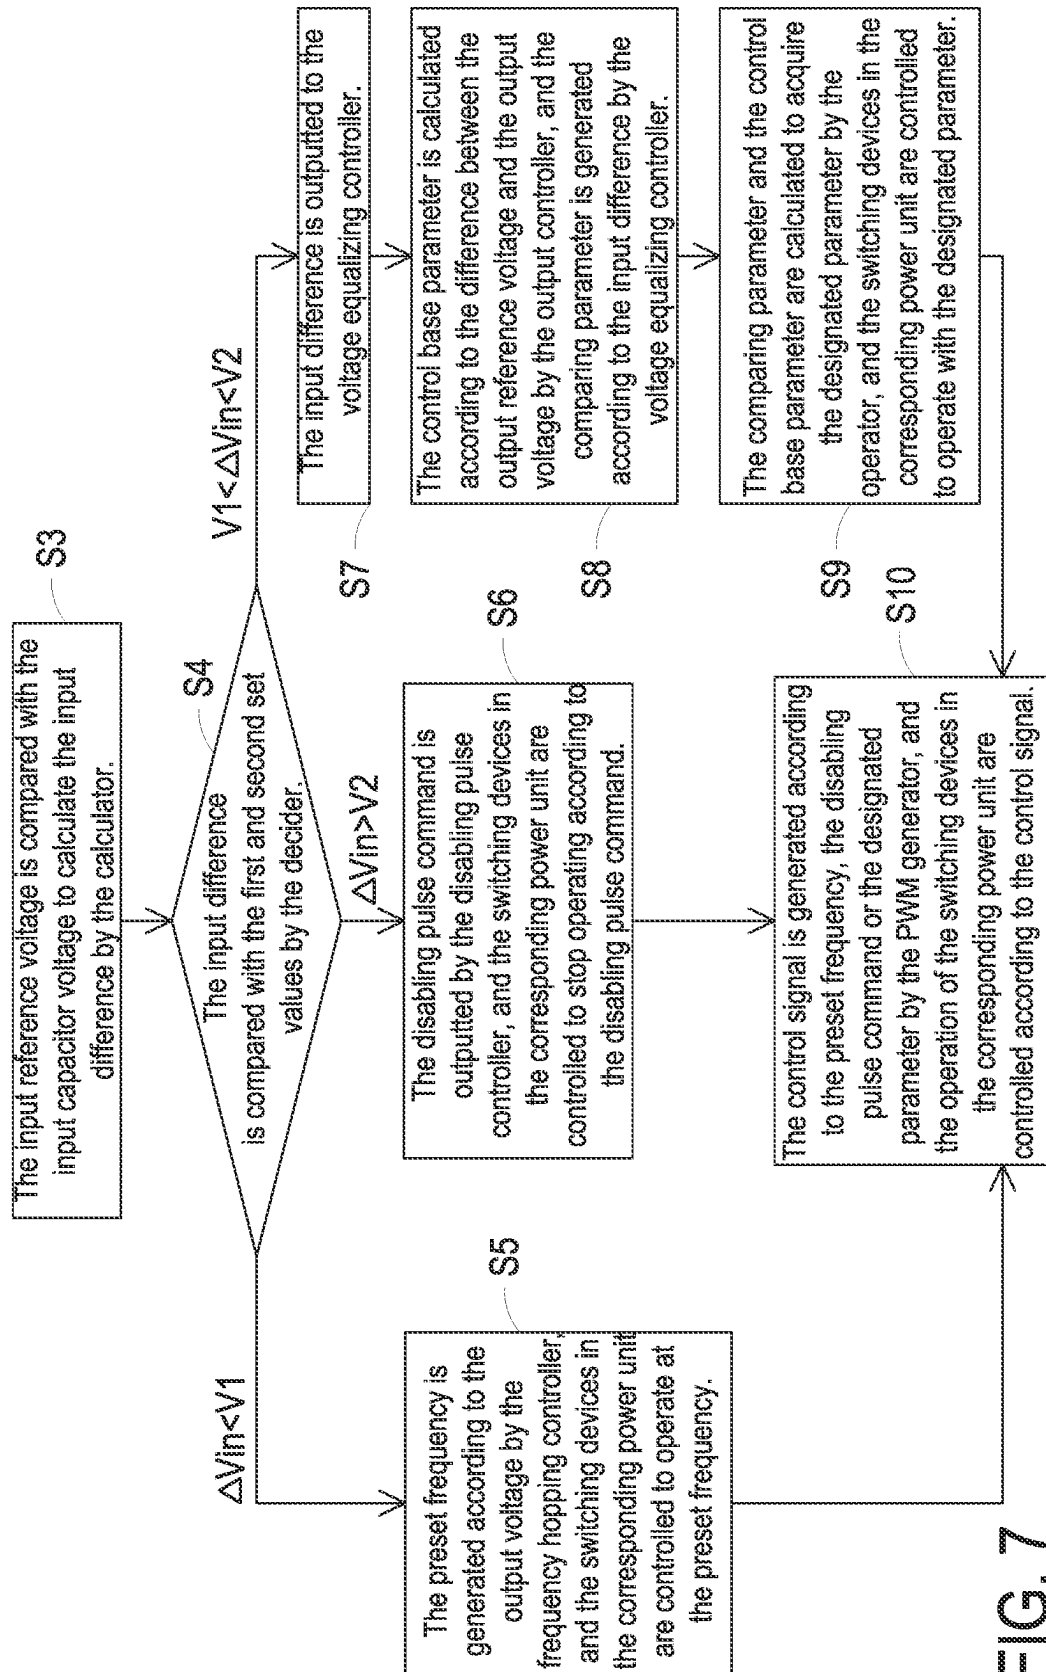 The input reference voltage is compared with the
input capacitor voltage to calculate the input
difference by the calculator.
S3
The input difference
is compared with the first and second set
values by the decider.
S4
△Vin<V1
△Vin>V2
V1<△Vin<V2
The preset frequency is
generated according to the
output voltage by the
frequency hopping controller,
and the switching devices in
the corresponding power unit
are controlled to operate at
the preset frequency.
S5
The disabling pulse command is
outputted by the disabling pulse
controller, and the switching devices in
the corresponding power unit are
controlled to stop operating according to
the disabling pulse command.
S6
The input difference is outputted to the
voltage equalizing controller.
S7
The control base parameter is calculated
according to the difference between the
output reference voltage and the output
voltage by the output controller, and the
comparing parameter is generated
according to the input difference by the
voltage equalizing controller.
S8
The comparing parameter and the control
base parameter are calculated to acquire
the designated parameter by the
operator, and the switching devices in the
corresponding power unit are controlled
to operate with the designated parameter.
S9
The control signal is generated according
to the preset frequency, the disabling
pulse command or the designated
parameter by the PWM generator, and
the operation of the switching devices in
the corresponding power unit are
controlled according to the control signal.
S10
FIG. 7